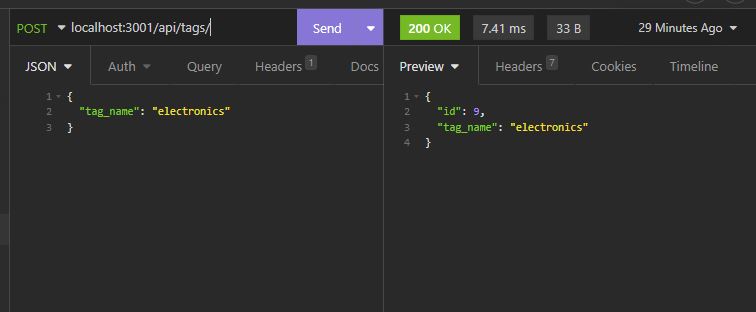 POST localhost:3001/api/tags/ Send 200 OK 7.41 ms 33 B 29 Minutes Ago
JSON Auth Query Headers 1 Docs Preview Headers 7 Cookies Timeline
1 {
2 "tag_name": "electronics"
3 }
1 {
2 "id": 9,
3 "tag_name": "electronics"
4 }